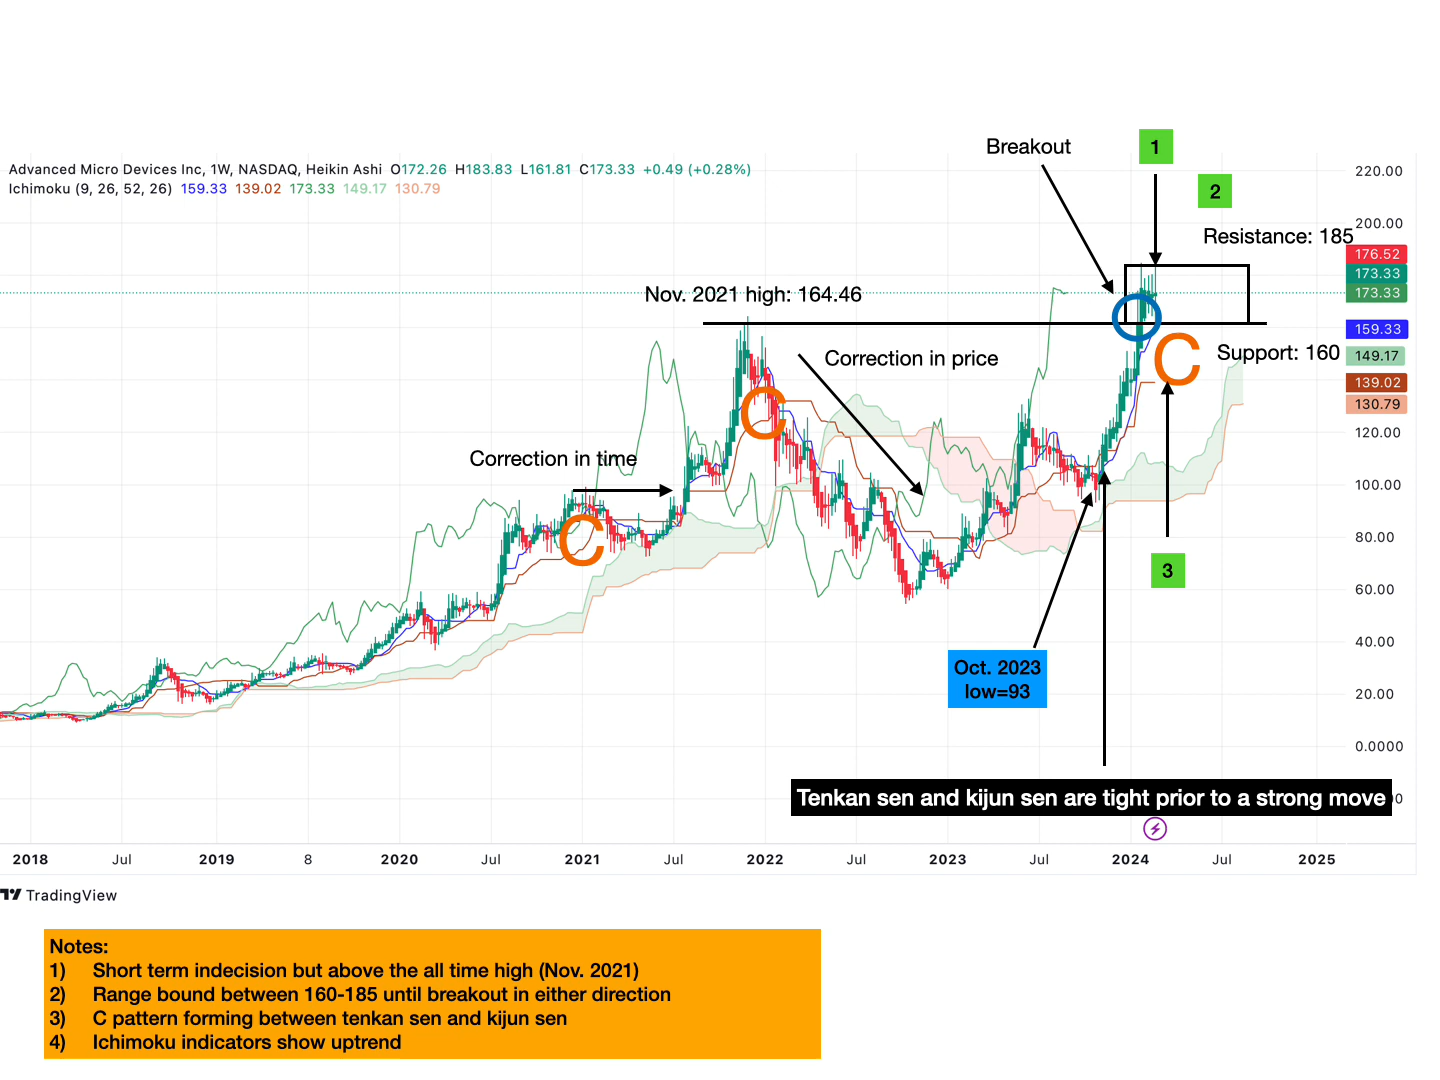 Breakout
1
2
Advanced Micro Devices Inc, 1W, NASDAQ, Heikin Ashi O172.26 H183.83 L161.81 C173.33 +0.49 (+0.28%)
Ichimoku (9, 26, 52, 26) 159.33 139.02 173.33 149.17 130.79
220.00
200.00
Resistance: 185
176.52
173.33
173.33
Nov. 2021 high: 164.46
159.33
Support: 160
149.17
C
Correction in price
139.02
130.79
C
120.00
Correction in time
100.00
C
80.00
3
60.00
40.00
Oct. 2023
low=93
20.00
0.0000
Tenkan sen and kijun sen are tight prior to a strong move
2018 Jul 2019 8 2020 Jul 2021 Jul 2022 Jul 2023 Jul 2024 Jul 2025
TradingView
Notes:
1) Short term indecision but above the all time high (Nov. 2021)
2) Range bound between 160-185 until breakout in either direction
3) C pattern forming between tenkan sen and kijun sen
4) Ichimoku indicators show uptrend